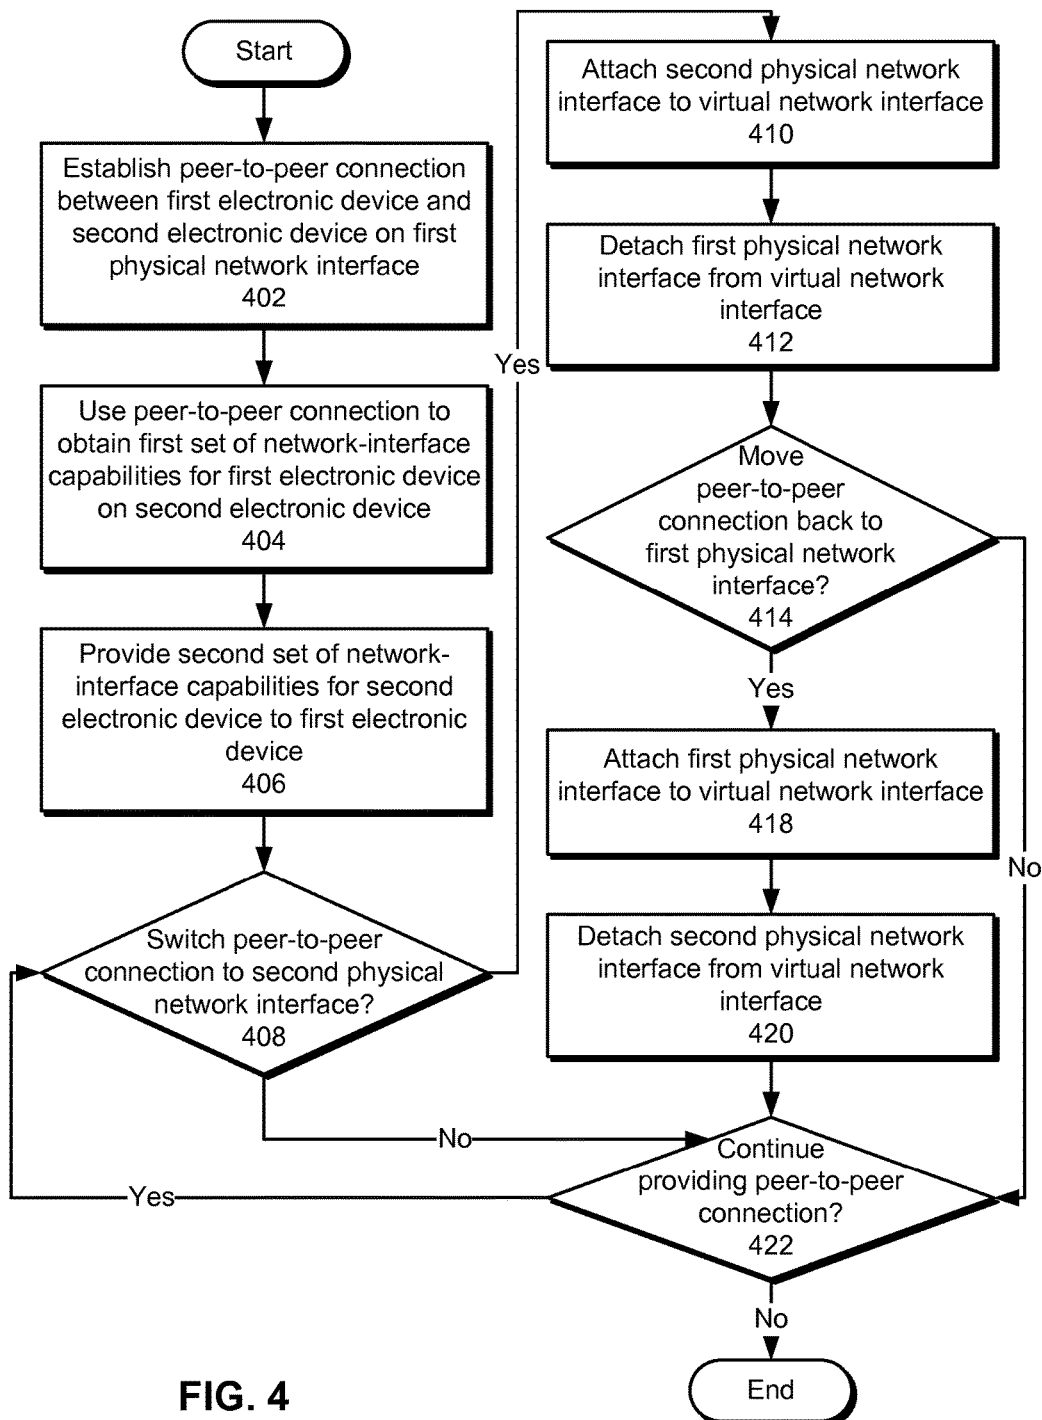 Start
Establish peer-to-peer connection
between first electronic device and
second electronic device on first
physical network interface
402
Use peer-to-peer connection to
obtain first set of network-interface
capabilities for first electronic device
on second electronic device
404
Provide second set of network-
interface capabilities for second
electronic device to first electronic
device
406
Switch peer-to-peer
connection to second physical
network interface?
408
Yes
No
Attach second physical network
interface to virtual network interface
410
Detach first physical network
interface from virtual network
interface
412
Move
peer-to-peer
connection back to
first physical network
interface?
414
Yes
No
Attach first physical network
interface to virtual network interface
418
Detach second physical network
interface from virtual network
interface
420
Continue
providing peer-to-peer
connection?
422
Yes
No
End
FIG. 4